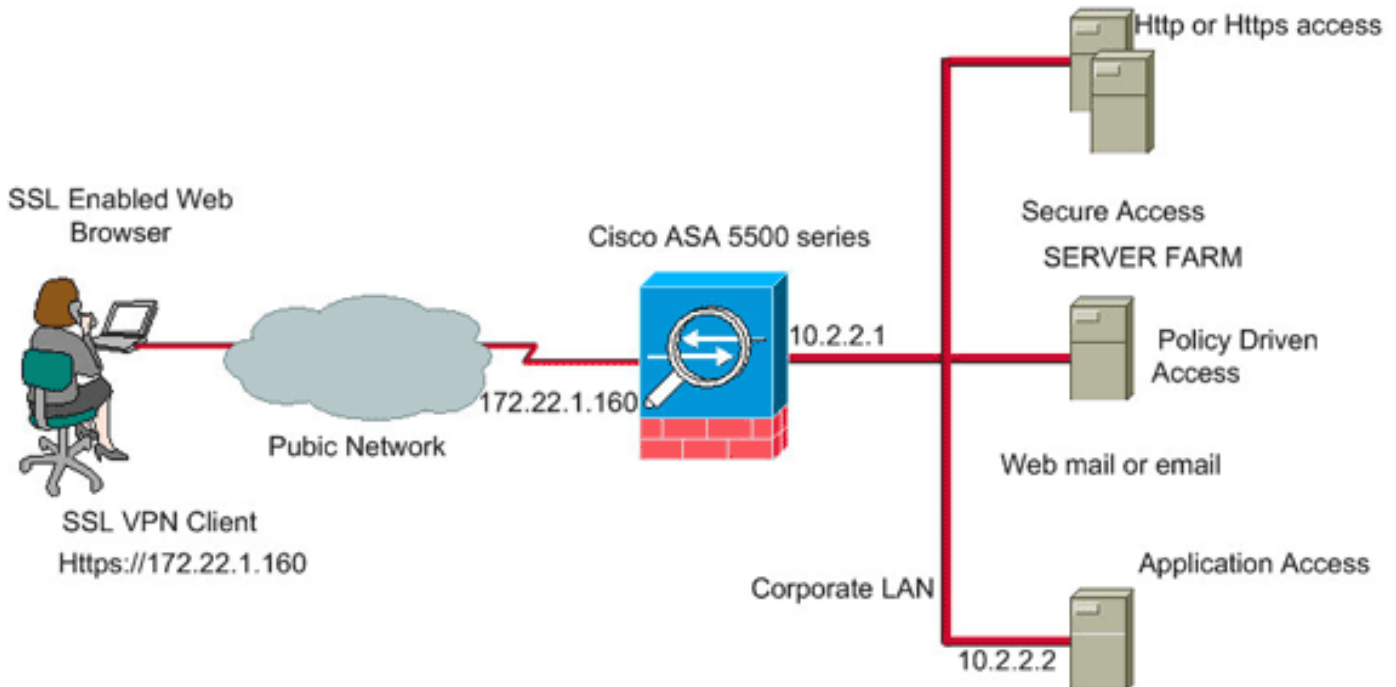 Http or Https access
SSL Enabled Web
Browser
Secure Access
Cisco ASA 5500 series
SERVER FARM
10.2.2.1
Policy Driven
Access
172.22.1.160
Pubic Network
Web mail or email
SSL VPN Client
Https://172.22.1.160
Application Access
Corporate LAN
10.2.2.2